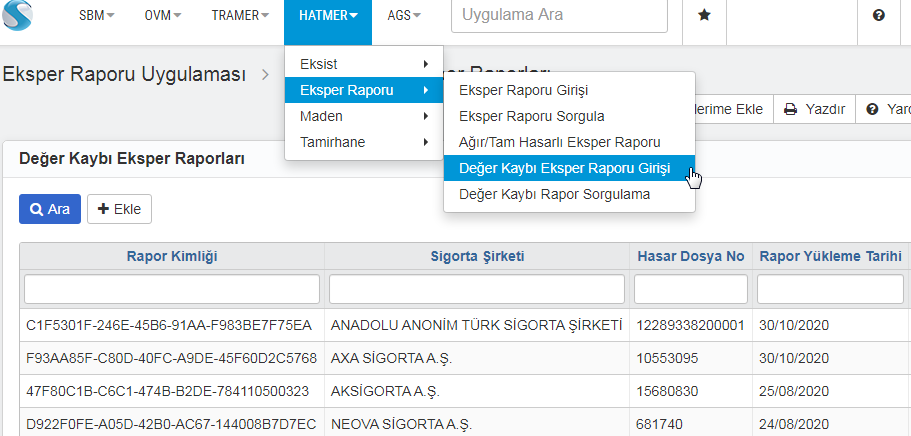 SBM OVM TRAMER HATMER AGS Uygulama Ara
Eksper Raporu Uygulaması
Eksist
Eksper Raporu
Maden
Tamirhane
Eksper Raporu Girişi
Eksper Raporu Sorgula
Ağır/Tam Hasarlı Eksper Raporu
Değer Kaybı Eksper Raporu Girişi
Değer Kaybı Rapor Sorgulama
lerime Ekle Yazdır Yard
Değer Kaybı Eksper Raporları
Ara Ekle
Rapor Kimliği Sigorta Şirketi Hasar Dosya No Rapor Yükleme Tarihi
C1F5301F-246E-45B6-91AA-F983BE7F75EA ANADOLU ANONİM TÜRK SİGORTA ŞİRKETİ 12289338200001 30/10/2020
F93AA85F-C80D-40FC-A9DE-45F60D2C5768 AXA SİGORTA A.Ş. 10553095 30/10/2020
47F80C1B-C6C1-474B-B2DE-784110500323 AKSİGORTA A.Ş. 15680830 25/08/2020
D922F0FE-A05D-42B0-AC67-144008B7D7EC NEOVA SİGORTA A.Ş. 681740 24/08/2020